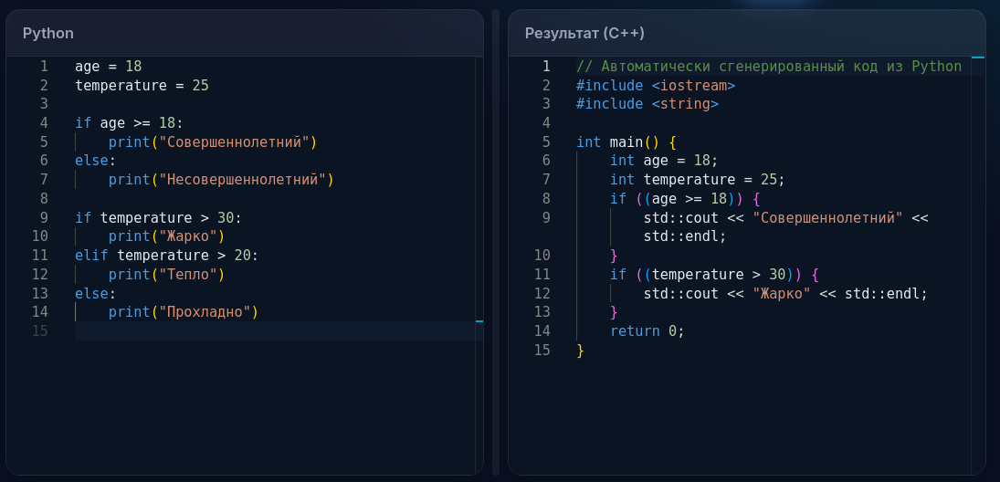 Python
1 age = 18
2 temperature = 25
3
4 if age >= 18:
5     print("Совершеннолетний")
6 else:
7     print("Несовершеннолетний")
8
9 if temperature > 30:
10     print("Жарко")
11 elif temperature > 20:
12     print("Тепло")
13 else:
14     print("Прохладно")
15
Результат (C++)
1 // Автоматически сгенерированный код из Python
2 #include <iostream>
3 #include <string>
4
5 int main() {
6     int age = 18;
7     int temperature = 25;
8     if ((age >= 18)) {
9         std::cout << "Совершеннолетний" <<
        std::endl;
10     }
11     if ((temperature > 30)) {
12         std::cout << "Жарко" << std::endl;
13     }
14     return 0;
15 }